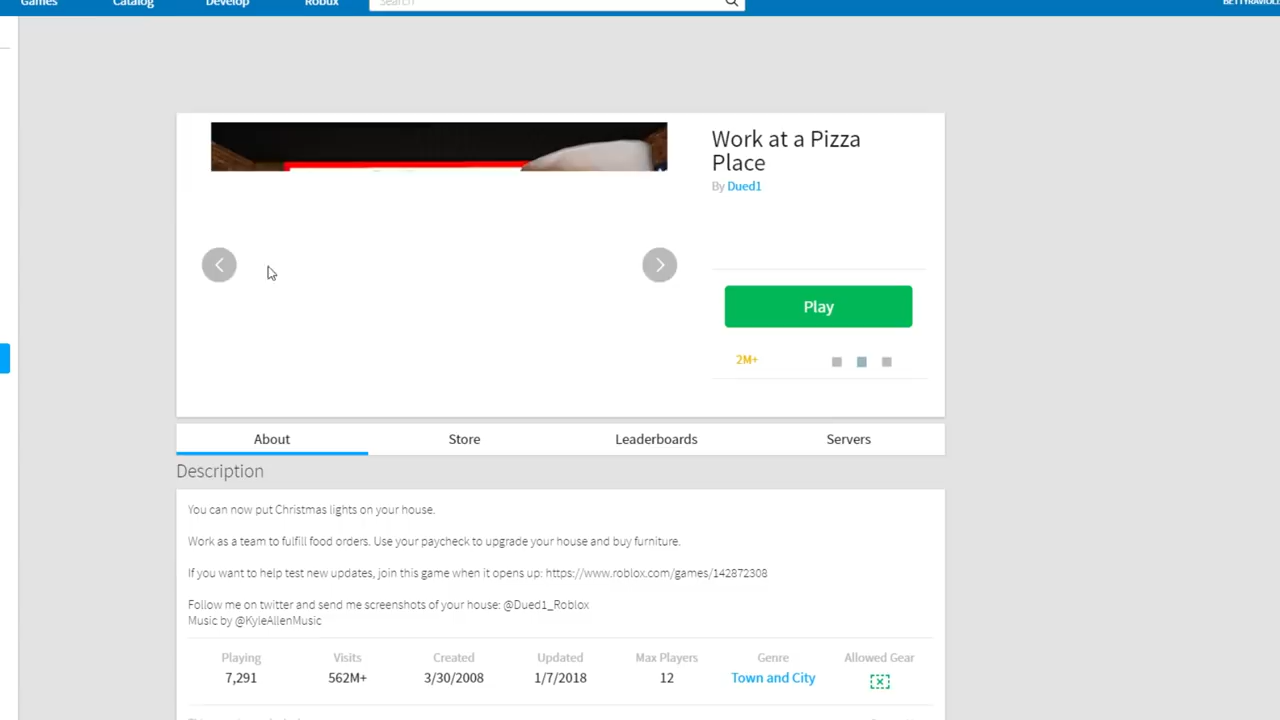 Games Catalog Develop Robux Search
Work at a Pizza
Place
By Dued1
Play
2M+
About Store Leaderboards Servers
Description
You can now put Christmas lights on your house.
Work as a team to fulfill food orders. Use your paycheck to upgrade your house and buy furniture.
If you want to help test new updates, join this game when it opens up: https://www.roblox.com/games/142872308
Follow me on twitter and send me screenshots of your house: @Dued1_Roblox
Music by @KyleAllenMusic
Playing Visits Created Updated Max Players Genre Allowed Gear
7,291 562M+ 3/30/2008 1/7/2018 12 Town and City